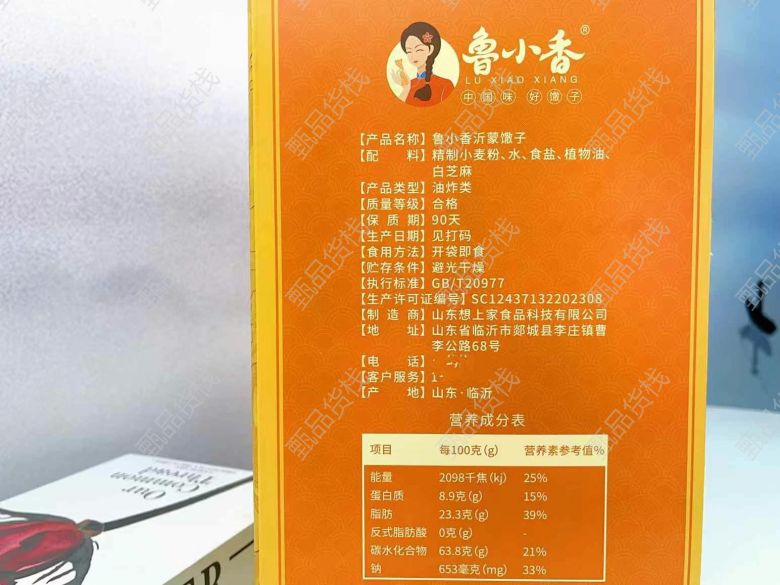 鲁小香®
LU XIAO XIANG
中国味 好馓子
【产品名称】鲁小香沂蒙馓子
【配 料】精制小麦粉、水、食盐、植物油、
白芝麻
【产品类型】油炸类
【质量等级】合格
【保 质 期】90天
【生产日期】见打码
【食用方法】开袋即食
【贮存条件】避光干燥
【执行标准】GB/T20977
【生产许可证编号】SC12437132202308
【制 造 商】山东想上家食品科技有限公司
【地 址】山东省临沂市郯城县李庄镇曹
李公路68号
【电 话】
【客户服务】1
【产 地】山东·临沂
营养成分表
项目 每100克(g) 营养素参考值%
能量 2098千焦(kj) 25%
蛋白质 8.9克(g) 15%
脂肪 23.3克(g) 39%
反式脂肪酸 0克(g) -
碳水化合物 63.8克(g) 21%
钠 653毫克(mg) 33%
Our
Common
Thread
甄品货栈